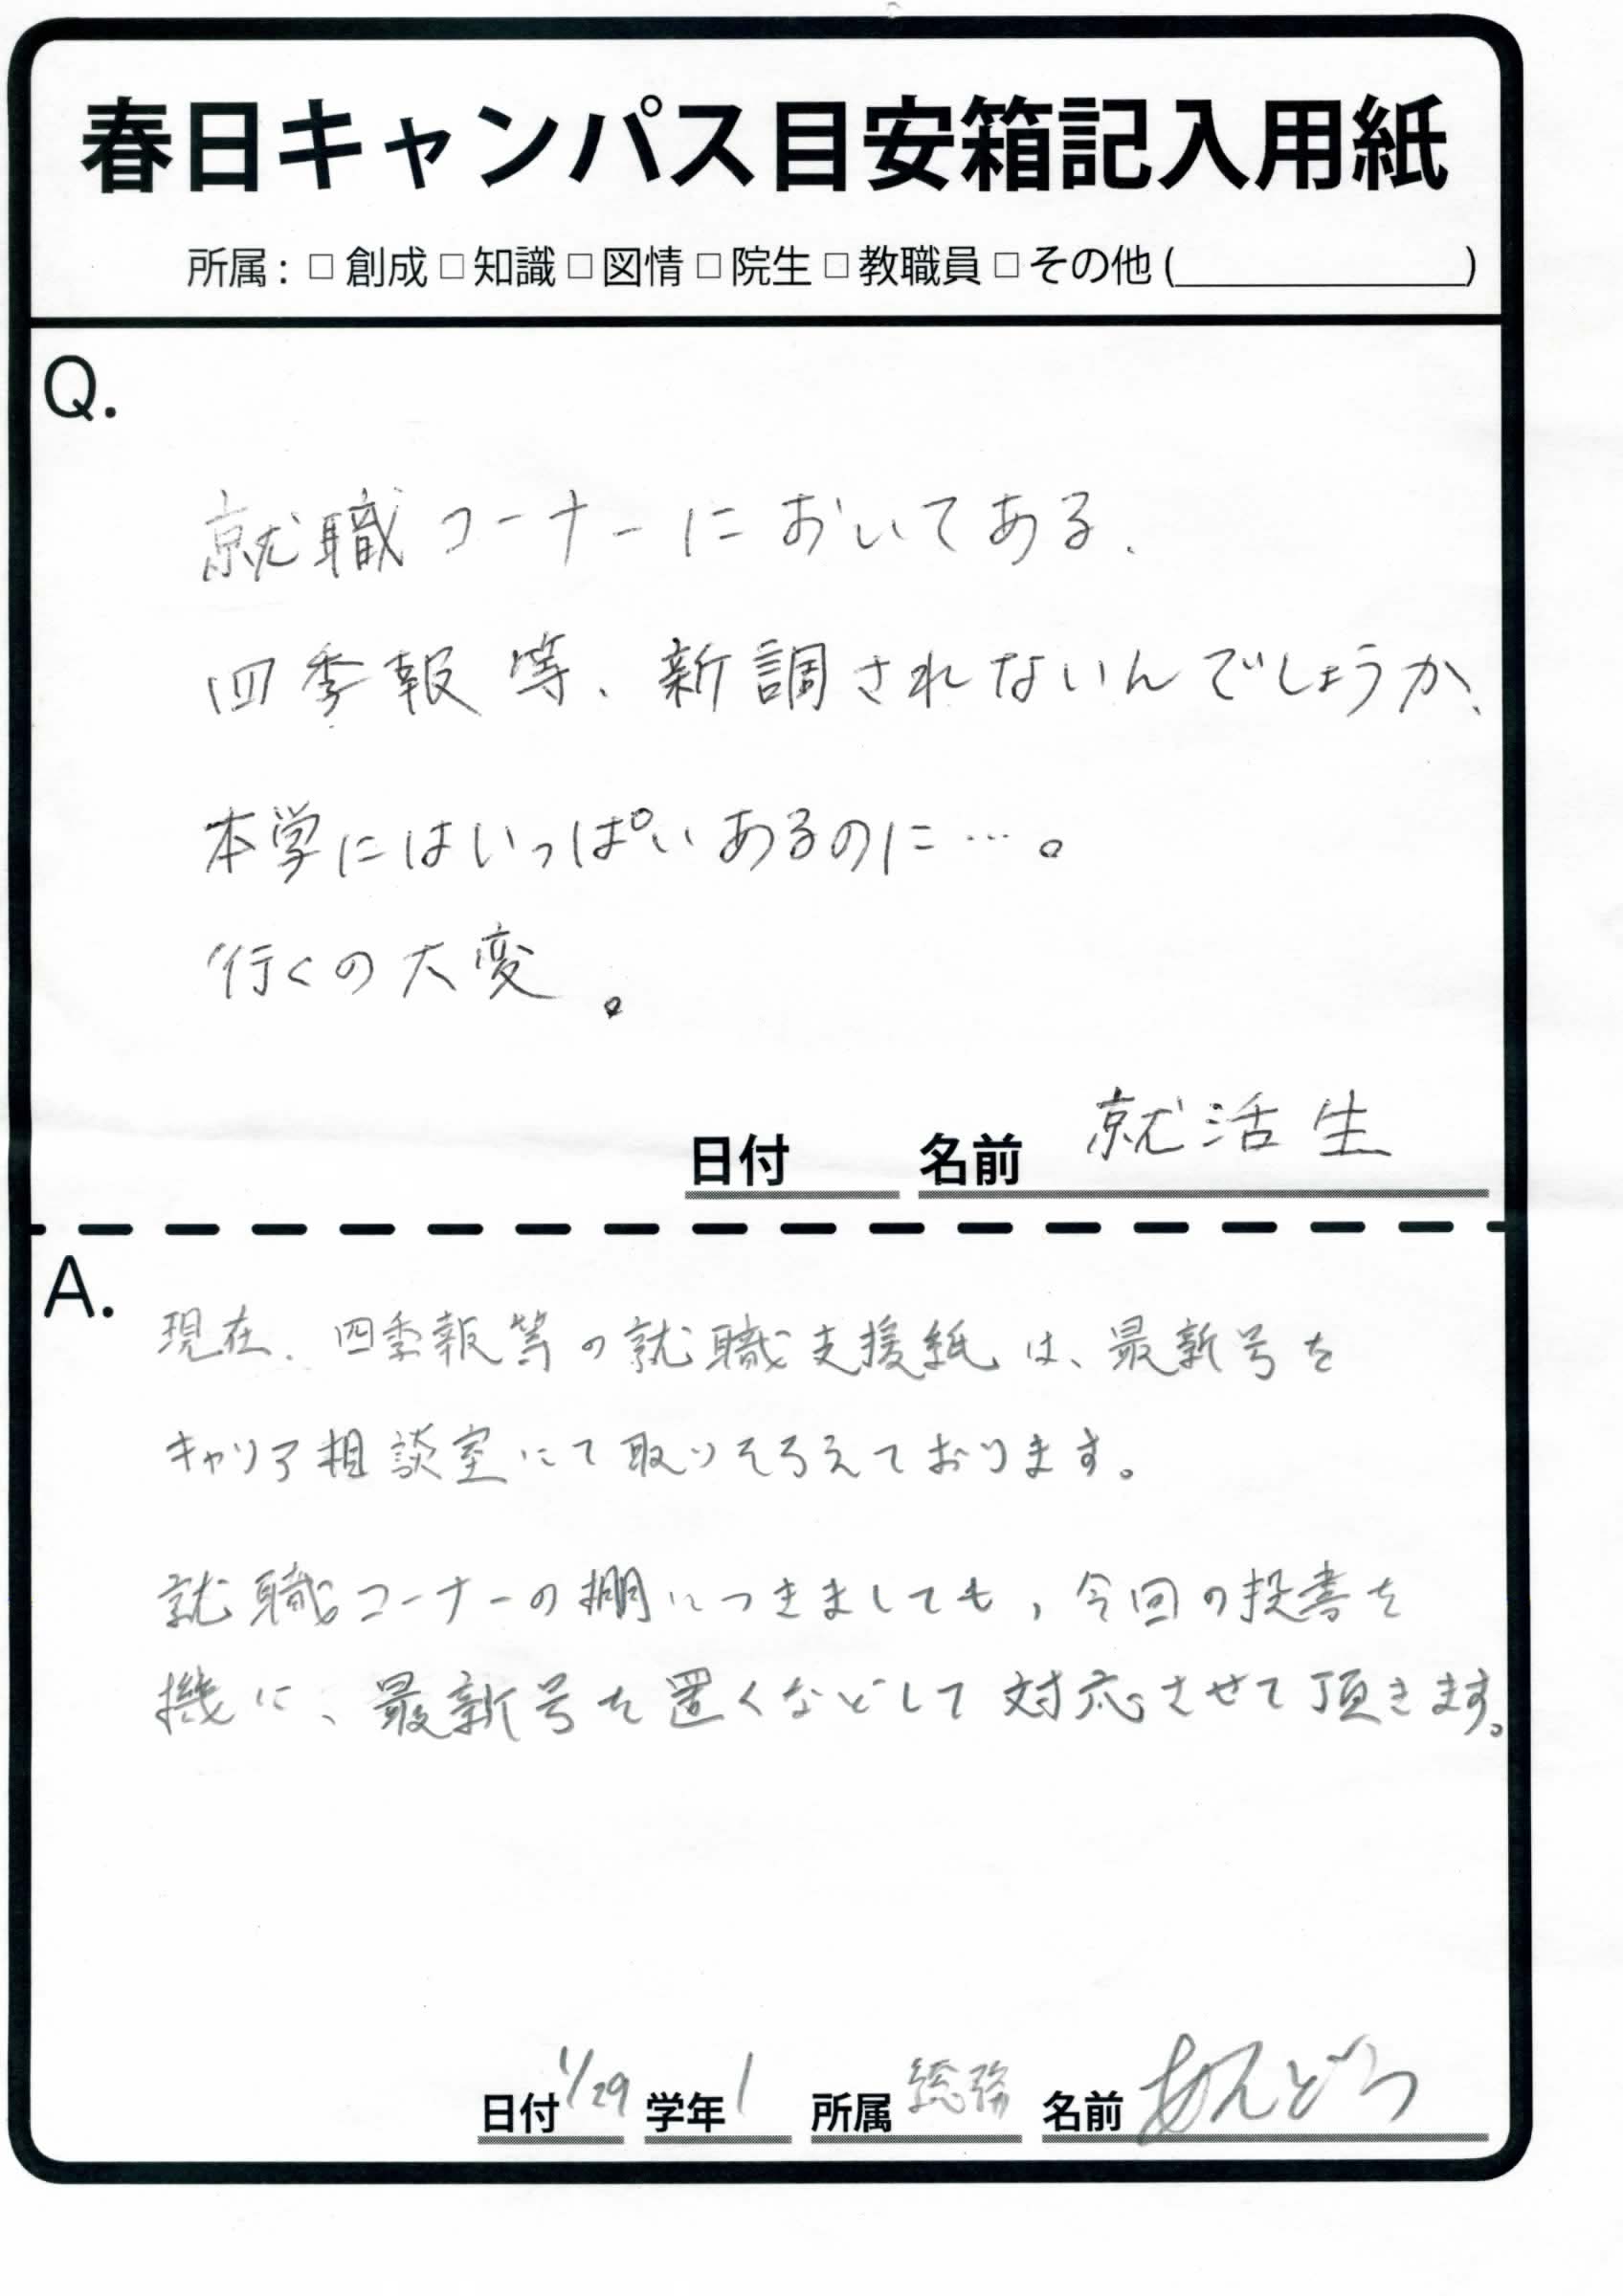 春日キャンパス目安箱記入用紙
所属：□ 創成 □ 知識 □ 図情 □ 院生 □ 教職員 □ その他 (＿＿＿＿＿＿＿)
Q.
就職コーナーにおいてある、
四季報等、新調されないんでしょうか、
本学にはいっぱいあるのに…。
行くの大変。
日付 名前 就活生
A.
現在、四季報等の就職支援紙は、最新号を
キャリア相談室にて取りそろえております。
就職コーナーの棚につきましても、今回の投書を
機に、最新号を置くなどして対応させて頂きます。
日付 1/29 学年 1 所属 総務 名前 あんどう